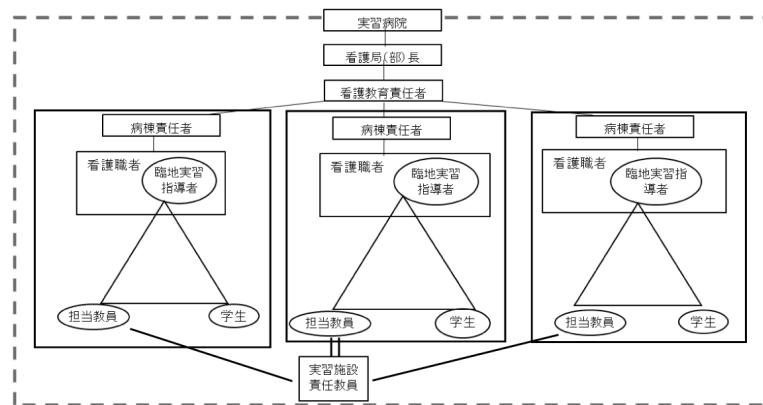 実習病院
看護局(部)長
看護教育責任者
病棟責任者
看護職者
臨地実習
指導者
担当教員
学生
病棟責任者
看護職者
臨地実習
指導者
担当教員
学生
病棟責任者
看護職者
臨地実習指
導者
担当教員
学生
実習施設
責任教員